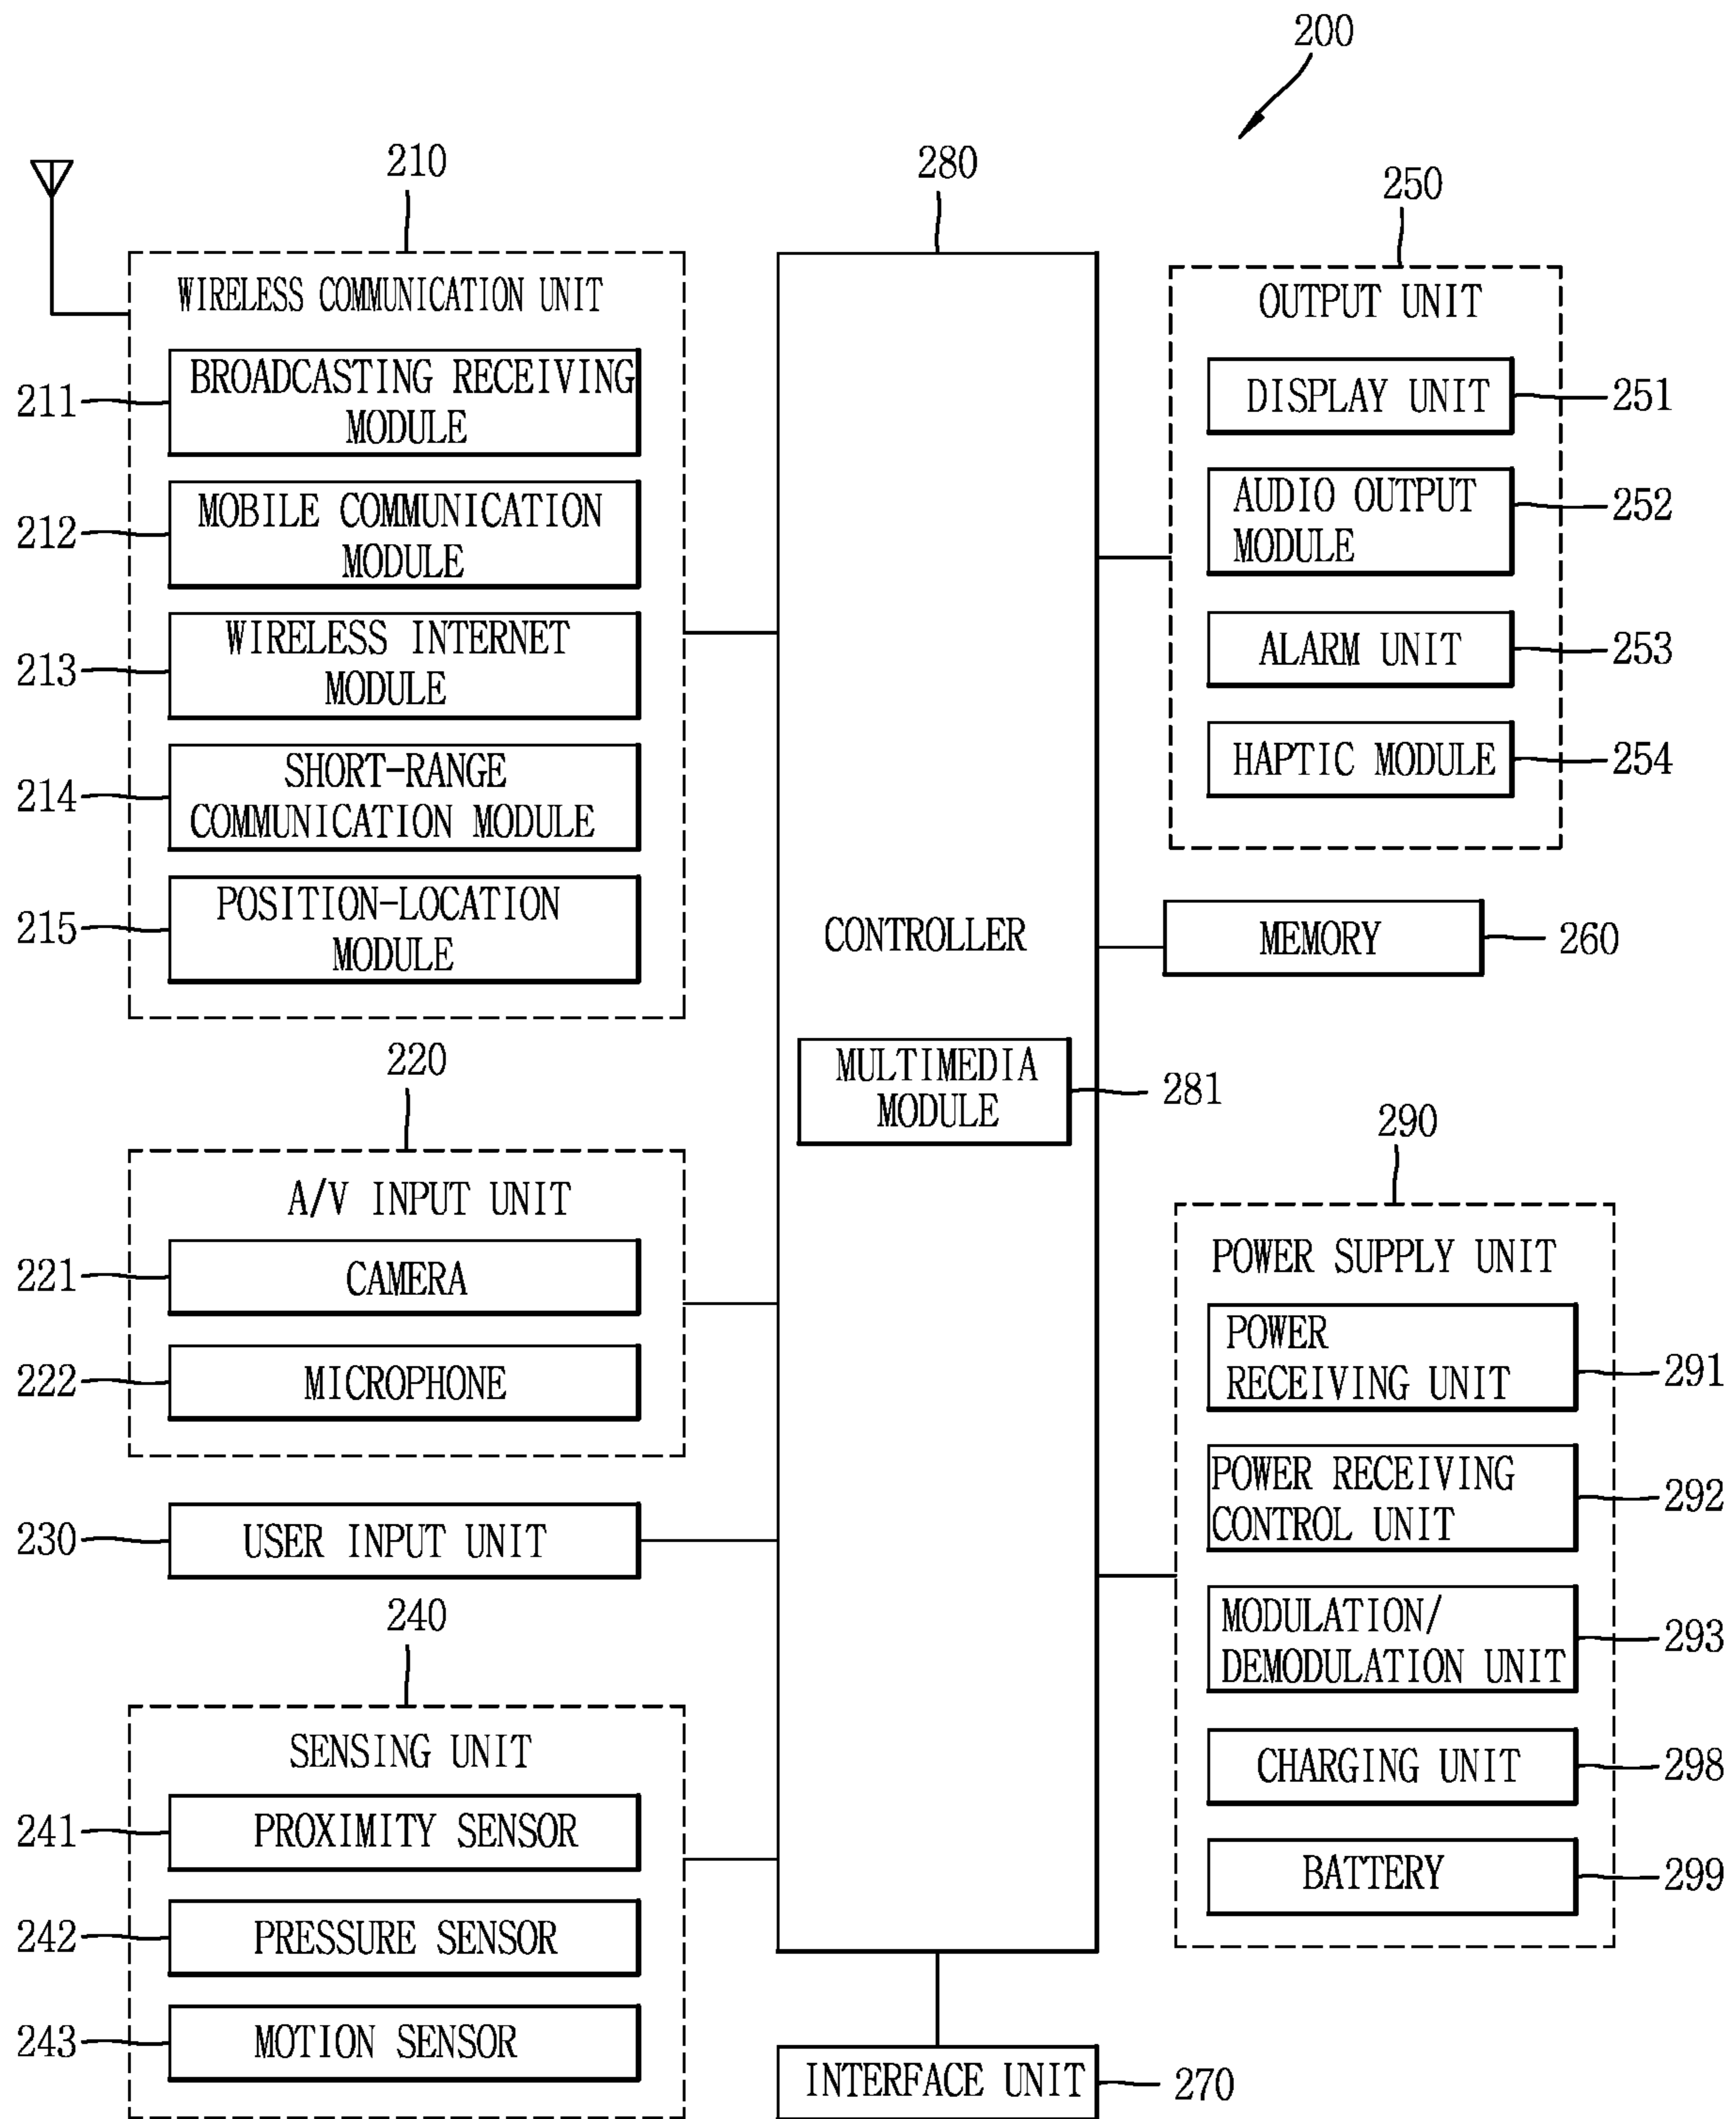 200
210
280
250
WIRELESS COMMUNICATION UNIT
211
BROADCASTING RECEIVING
MODULE
212
MOBILE COMMUNICATION
MODULE
213
WIRELESS INTERNET
MODULE
214
SHORT-RANGE
COMMUNICATION MODULE
215
POSITION-LOCATION
MODULE
220
A/V INPUT UNIT
221
CAMERA
222
MICROPHONE
230
USER INPUT UNIT
240
SENSING UNIT
241
PROXIMITY SENSOR
242
PRESSURE SENSOR
243
MOTION SENSOR
CONTROLLER
MULTIMEDIA
MODULE
281
INTERFACE UNIT
270
OUTPUT UNIT
DISPLAY UNIT
251
AUDIO OUTPUT
MODULE
252
ALARM UNIT
253
HAPTIC MODULE
254
MEMORY
260
290
POWER SUPPLY UNIT
POWER
RECEIVING UNIT
291
POWER RECEIVING
CONTROL UNIT
292
MODULATION/
DEMODULATION UNIT
293
CHARGING UNIT
298
BATTERY
299